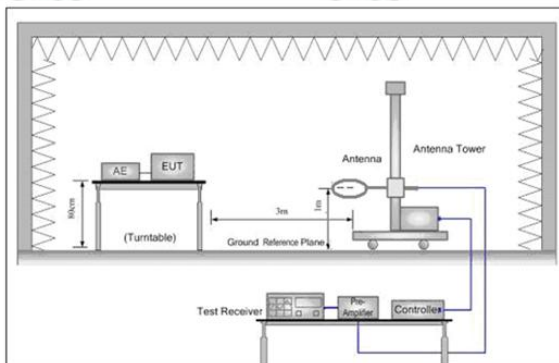 Antenna Tower
Antenna
AE
EUT
80cm
(Turntable)
3m
1m
Ground Reference Plane
Test Receiver
Pre-
Amplifier
Controller